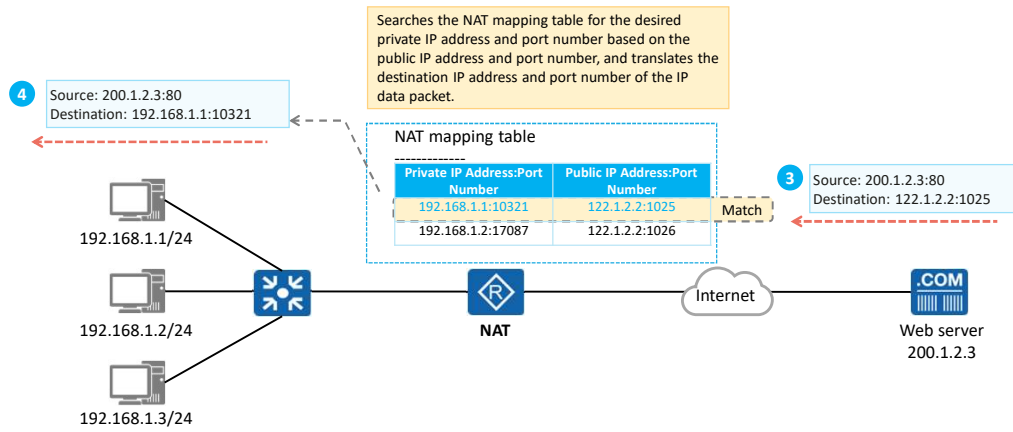 Searches the NAT mapping table for the desired
private IP address and port number based on the
public IP address and port number, and translates the
destination IP address and port number of the IP
data packet.
4
Source: 200.1.2.3:80
Destination: 192.168.1.1:10321
NAT mapping table
-------------
Private IP Address:Port
Number
Public IP Address:Port
Number
192.168.1.1:10321
122.1.2.2:1025
Match
192.168.1.2:17087
122.1.2.2:1026
3
Source: 200.1.2.3:80
Destination: 122.1.2.2:1025
192.168.1.1/24
192.168.1.2/24
192.168.1.3/24
R
NAT
Internet
.COM
Web server
200.1.2.3